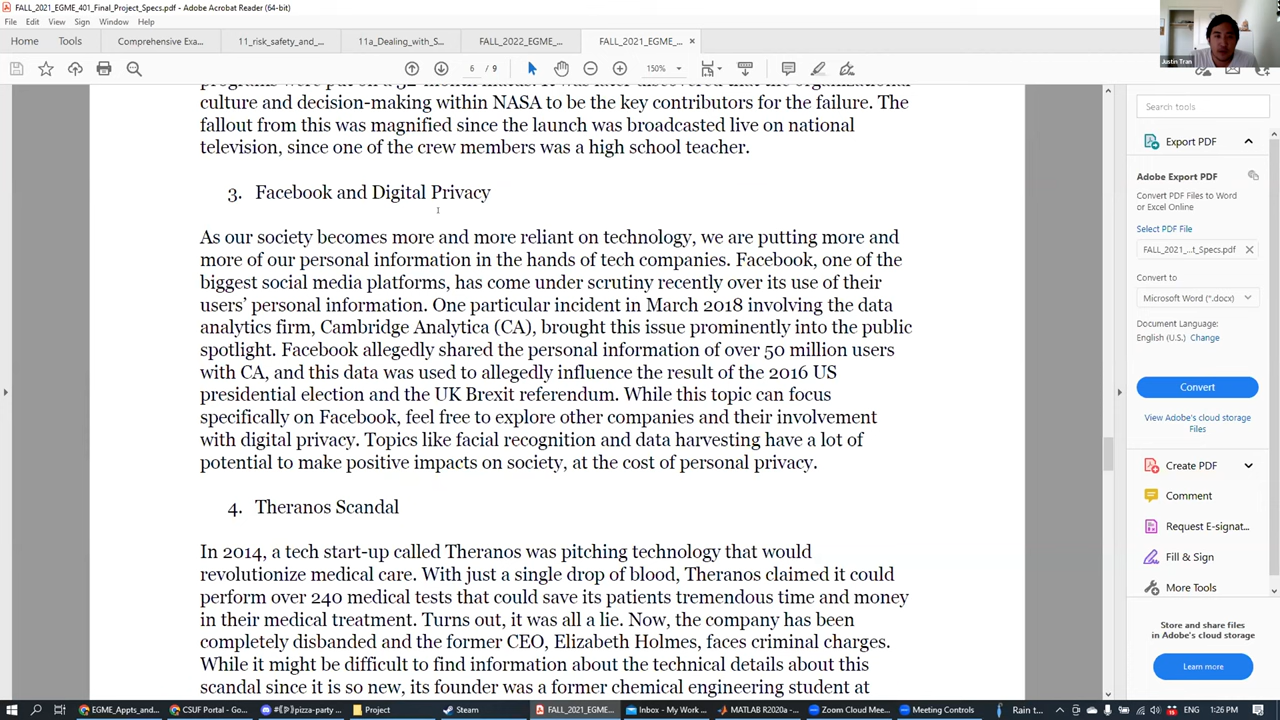 FALL_2021_EGME_401_Final_Project_Specs.pdf - Adobe Acrobat Reader (64-bit)
File Edit View Sign Window Help
Home Tools Comprehensive Exa... 11_risk_safety_and_... 11a_Dealing_with_S... FALL_2022_EGME_... FALL_2021_EGME_... ×
/ 9 150%
Justin Tran
culture and decision-making within NASA to be the key contributors for the failure. The
fallout from this was magnified since the launch was broadcasted live on national
television, since one of the crew members was a high school teacher.
3. Facebook and Digital Privacy
As our society becomes more and more reliant on technology, we are putting more and
more of our personal information in the hands of tech companies. Facebook, one of the
biggest social media platforms, has come under scrutiny recently over its use of their
users’ personal information. One particular incident in March 2018 involving the data
analytics firm, Cambridge Analytica (CA), brought this issue prominently into the public
spotlight. Facebook allegedly shared the personal information of over 50 million users
with CA, and this data was used to allegedly influence the result of the 2016 US
presidential election and the UK Brexit referendum. While this topic can focus
specifically on Facebook, feel free to explore other companies and their involvement
with digital privacy. Topics like facial recognition and data harvesting have a lot of
potential to make positive impacts on society, at the cost of personal privacy.
4. Theranos Scandal
In 2014, a tech start-up called Theranos was pitching technology that would
revolutionize medical care. With just a single drop of blood, Theranos claimed it could
perform over 240 medical tests that could save its patients tremendous time and money
in their medical treatment. Turns out, it was all a lie. Now, the company has been
completely disbanded and the former CEO, Elizabeth Holmes, faces criminal charges.
While it might be difficult to find information about the technical details about this
scandal since it is so new, its founder was a former chemical engineering student at
Search tools
Export PDF
Adobe Export PDF
Convert PDF Files to Word
or Excel Online
Select PDF File
FALL_2021_...t_Specs.pdf
Convert to
Microsoft Word (*.docx)
Document Language:
English (U.S.) Change
Convert
View Adobe's cloud storage
Files
Create PDF
Comment
Request E-signat...
Fill & Sign
More Tools
Store and share files
in Adobe's cloud storage
Learn more
EGME_Appts_and... CSUF Portal - Go... pizza-party Project Steam FALL_2021_EGME... Inbox - My Work ... MATLAB R2020a -... Zoom Cloud Mee... Meeting Controls Rain t... 15 1:26 PM